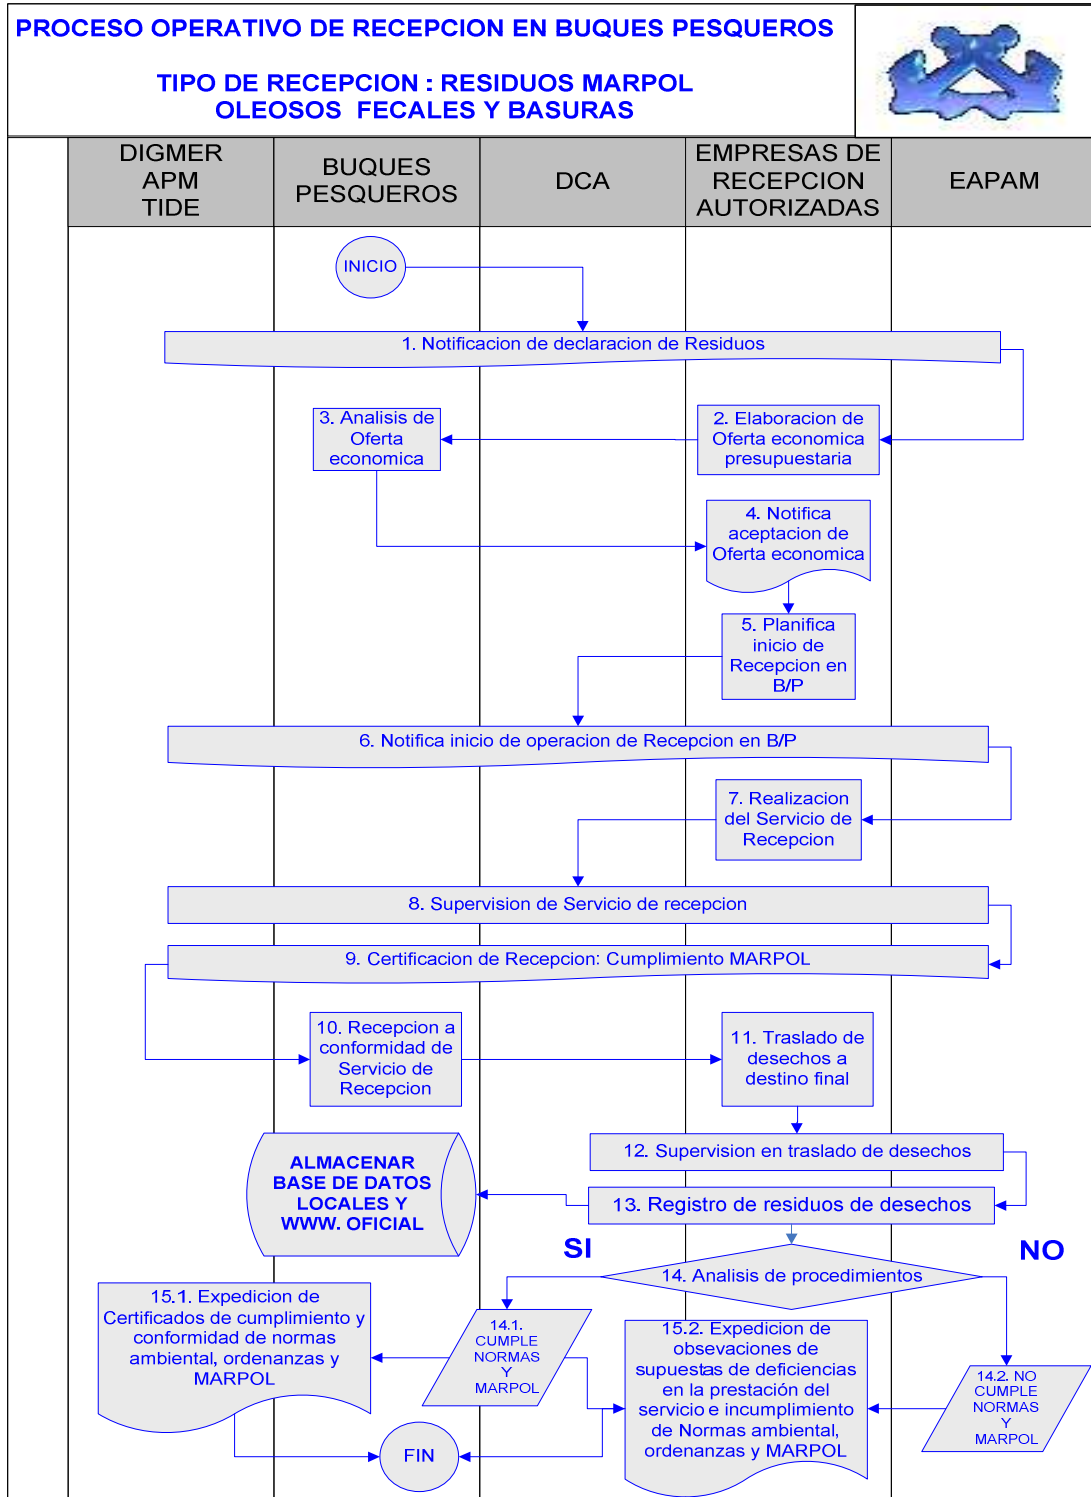 PROCESO OPERATIVO DE RECEPCION EN BUQUES PESQUEROS
TIPO DE RECEPCION : RESIDUOS MARPOL
OLEOSOS FECALES Y BASURAS
DIGMER
APM
TIDE
BUQUES
PESQUEROS
DCA
EMPRESAS DE
RECEPCION
AUTORIZADAS
EAPAM
INICIO
1. Notificacion de declaracion de Residuos
3. Analisis de
Oferta
economica
2. Elaboracion de
Oferta economica
presupuestaria
4. Notifica
aceptacion de
Oferta economica
5. Planifica
inicio de
Recepcion en
B/P
6. Notifica inicio de operacion de Recepcion en B/P
7. Realizacion
del Servicio de
Recepcion
8. Supervision de Servicio de recepcion
9. Certificacion de Recepcion: Cumplimiento MARPOL
10. Recepcion a
conformidad de
Servicio de
Recepcion
11. Traslado de
desechos a
destino final
12. Supervision en traslado de desechos
ALMACENAR
BASE DE DATOS
LOCALES Y
WWW. OFICIAL
13. Registro de residuos de desechos
SI
NO
14. Analisis de procedimientos
15.1. Expedicion de
Certificados de cumplimiento y
conformidad de normas
ambiental, ordenanzas y
MARPOL
14.1.
CUMPLE
NORMAS
Y
MARPOL
15.2. Expedicion de
obsevaciones de
supuestas de deficiencias
en la prestación del
servicio e incumplimiento
de Normas ambiental,
ordenanzas y MARPOL
14.2. NO
CUMPLE
NORMAS
Y
MARPOL
FIN